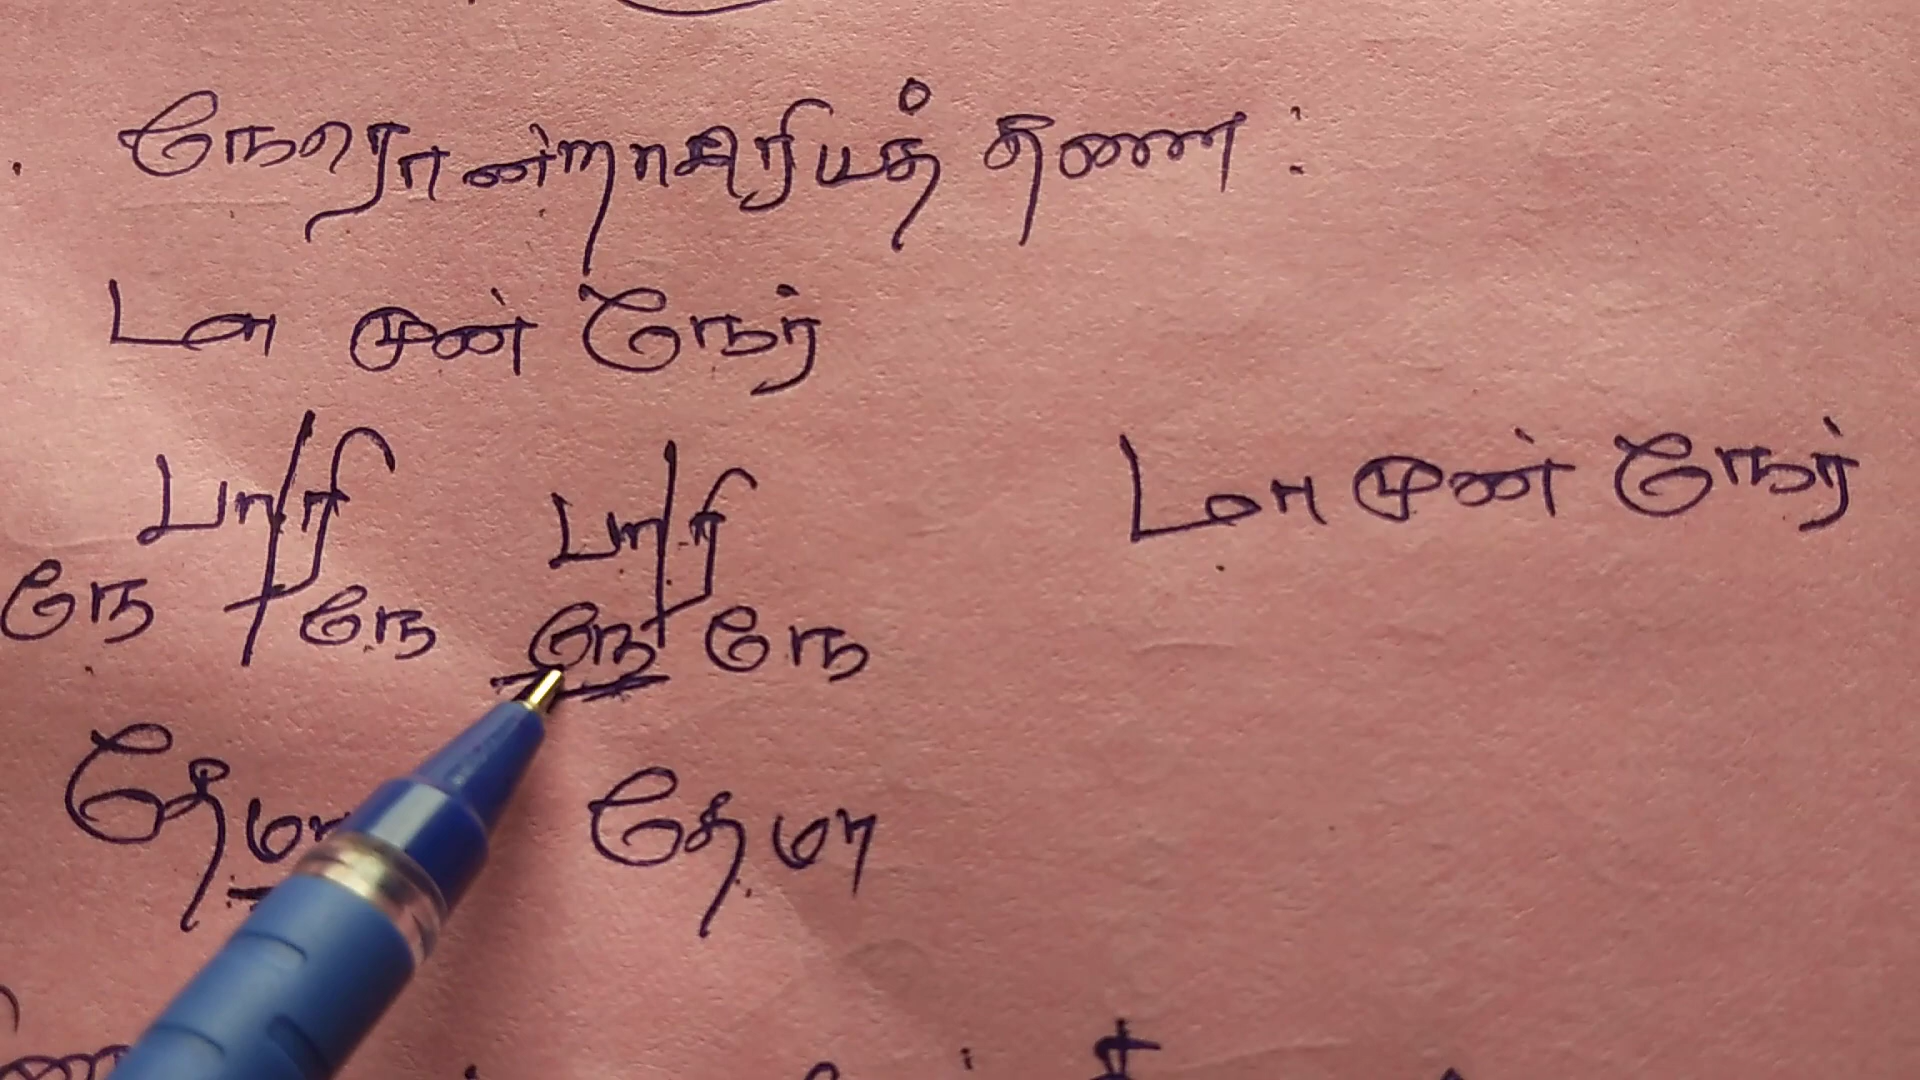 நேரொன்றாசிரியத் தளை :
மா முன் நேர்
பா/ரி பா/ரி மா முன் நேர்
நே நே நே நே
தேமா தேமா